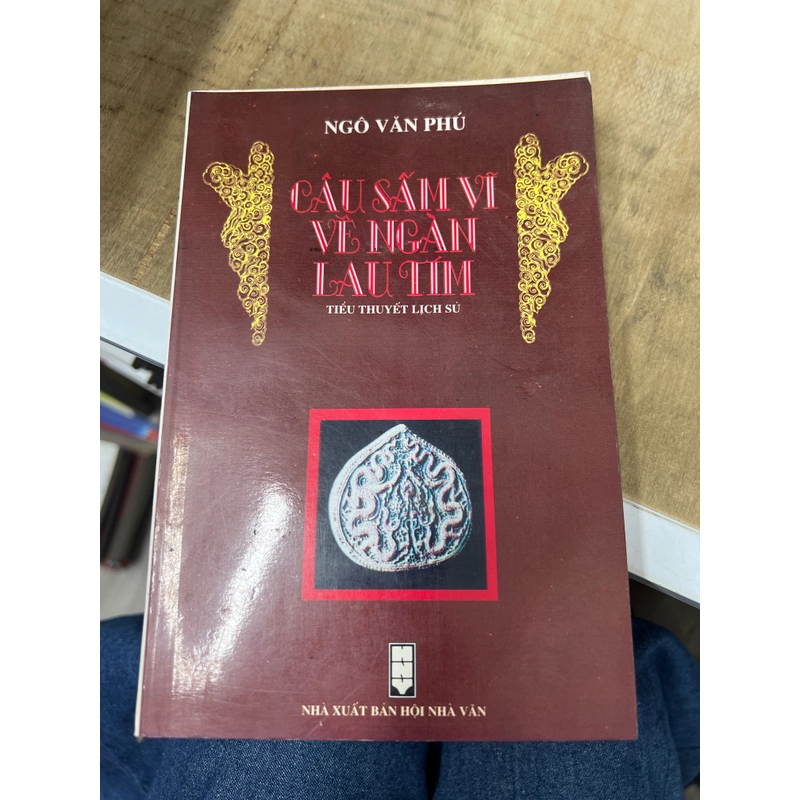 NGÔ VĂN PHÚ
CÂU SẤM VĨ
VỀ NGÀN
LAU TÍM
TIỂU THUYẾT LỊCH SỬ
NHÀ XUẤT BẢN HỘI NHÀ VĂN